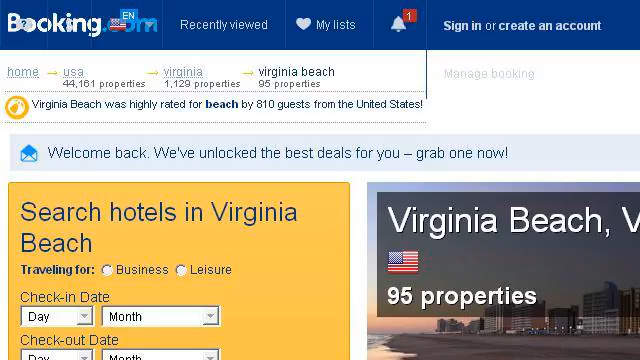 Booking.com
EN
Recently viewed
My lists
1
Sign in or create an account
home → usa → virginia → virginia beach
44,161 properties 1,129 properties 95 properties
Manage booking
Virginia Beach was highly rated for beach by 810 guests from the United States!
Welcome back. We've unlocked the best deals for you – grab one now!
Search hotels in Virginia
Beach
Traveling for: Business Leisure
Check-in Date
Day Month
Check-out Date
Day Month
Virginia Beach, V
95 properties